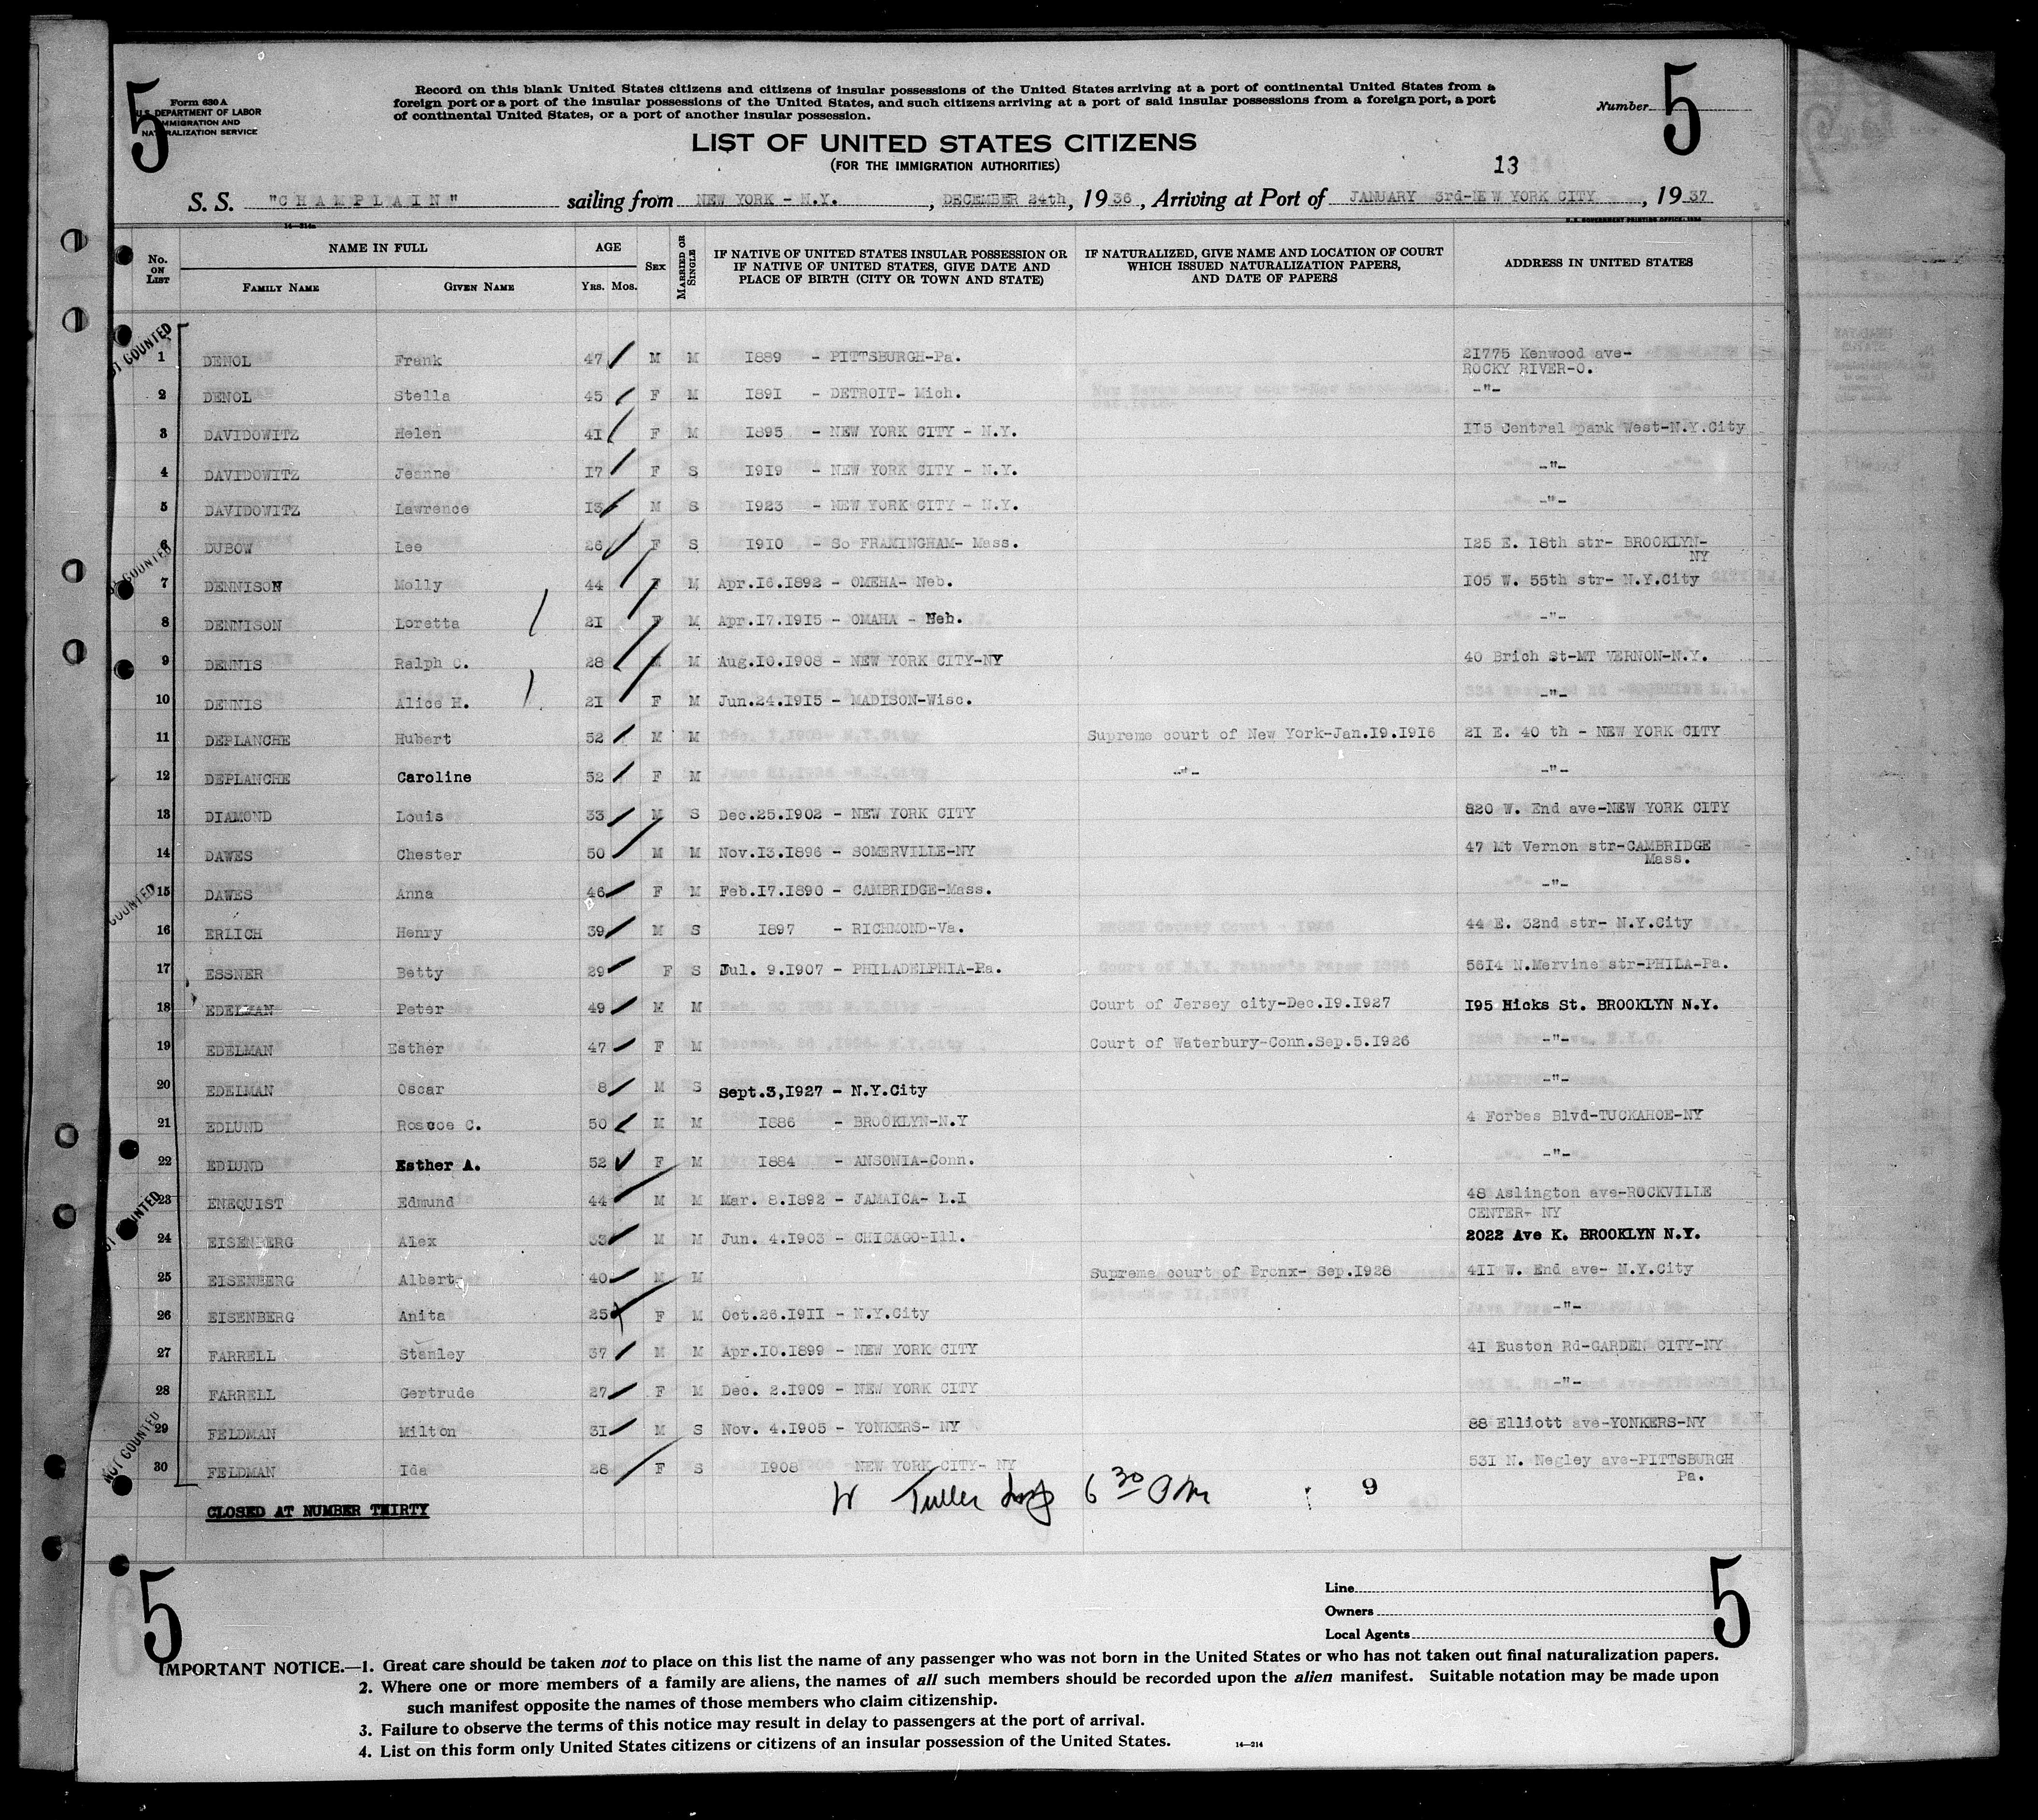 5
Form 630 A
U.S. DEPARTMENT OF LABOR
IMMIGRATION AND
NATURALIZATION SERVICE
Record on this blank United States citizens and citizens of insular possessions of the United States arriving at a port of continental United States from a
foreign port or a port of the insular possessions of the United States, and such citizens arriving at a port of said insular possessions from a foreign port, a port
of continental United States, or a port of another insular possession.
Number 5
LIST OF UNITED STATES CITIZENS
(FOR THE IMMIGRATION AUTHORITIES)
13
S. S. "CHAMPLAIN" sailing from NEW YORK - N.Y. , DECEMBER 24th, 1936, Arriving at Port of JANUARY 3rd-NEW YORK CITY , 1937
14-214a
U. S. GOVERNMENT PRINTING OFFICE: 1934
No. ON LIST NAME IN FULL FAMILY NAME GIVEN NAME AGE YRS. MOS. SEX MARRIED OR SINGLE IF NATIVE OF UNITED STATES INSULAR POSSESSION OR IF NATIVE OF UNITED STATES, GIVE DATE AND PLACE OF BIRTH (CITY OR TOWN AND STATE) IF NATURALIZED, GIVE NAME AND LOCATION OF COURT WHICH ISSUED NATURALIZATION PAPERS, AND DATE OF PAPERS ADDRESS IN UNITED STATES
1 DENOL Frank 47 M M 1889 - PITTSBURGH-Pa. 21775 Kenwood ave-
ROCKY RIVER-O.
2 DENOL Stella 45 F M 1891 - DETROIT- Mich. -"-
3 DAVIDOWITZ Helen 41 F M 1895 - NEW YORK CITY - N.Y. 115 Central park West-N.Y.City
4 DAVIDOWITZ Jeanne 17 F S 1919 - NEW YORK CITY - N.Y. -"-
5 DAVIDOWITZ Lawrence 13 M S 1923 - NEW YORK CITY - N.Y. -"-
6 DUBOW Lee 26 F S 1910 - So FRAMINGHAM- Mass. 125 E. 18th str- BROOKLYN-
NY
7 DENNISON Molly 44 F M Apr.16.1892 - OMEHA- Neb. 105 W. 55th str- N.Y.City
8 DENNISON Loretta 21 F M Apr.17.1915 - OMAHA - Neb. -"-
9 DENNIS Ralph C. 28 M M Aug.10.1908 - NEW YORK CITY-NY 40 Brich St-MT VERNON-N.Y.
10 DENNIS Alice H. 21 F M Jun.24.1915 - MADISON-Wisc. -"-
11 DEPLANCHE Hubert 52 M M Supreme court of New York-Jan.19.1916 21 E. 40 th - NEW YORK CITY
12 DEPLANCHE Caroline 52 F M -"- -"-
13 DIAMOND Louis 33 M S Dec.25.1902 - NEW YORK CITY 820 W. End ave-NEW YORK CITY
14 DAWES Chester 50 M M Nov.13.1896 - SOMERVILLE-NY 47 Mt Vernon str-CAMBRIDGE
Mass.
15 DAWES Anna 46 F M Feb.17.1890 - CAMBRIDGE-Mass. -"-
16 ERLICH Henry 39 M S 1897 - RICHMOND-Va. 44 E. 32nd str- N.Y.City
17 ESSNER Betty 29 F S Jul. 9.1907 - PHILADELPHIA-Pa. 5614 N.Mervine str-PHILA-Pa.
18 EDELMAN Peter 49 M M Court of Jersey city-Dec.19.1927 195 Hicks St. BROOKLYN N.Y.
19 EDELMAN Esther 47 F M Court of Waterbury-Conn.Sep.5.1926 -"-
20 EDELMAN Oscar 8 M S Sept.3,1927 - N.Y.City -"-
21 EDLUND Roscoe C. 50 M M 1886 - BROOKLYN-N.Y 4 Forbes Blvd-TUCKAHOE-NY
22 EDLUND Esther A. 52 F M 1884 - ANSONIA-Conn. -"-
23 ENEQUIST Edmund 44 M M Mar. 8.1892 - JAMAICA- L.I 48 Aslington ave-ROCKVILLE
CENTER- NY
24 EISENBERG Alex 33 M M Jun. 4.1903 - CHICAGO-Ill. 2022 Ave K. BROOKLYN N.Y.
25 EISENBERG Albert 40 M M Supreme court of Bronx- Sep.1928 411 W. End ave- N.Y.City
26 EISENBERG Anita 25 F M Oct.26.1911 - N.Y.City -"-
27 FARRELL Stanley 37 M M Apr.10.1899 - NEW YORK CITY 41 Euston Rd-GARDEN CITY-NY
28 FARRELL Gertrude 27 F M Dec. 2.1909 - NEW YORK CITY -"-
29 FELDMAN Milton 31 M S Nov. 4.1905 - YONKERS- NY 88 Elliott ave-YONKERS-NY
30 FELDMAN Ida 28 F S 1908 NEW YORK CITY- NY 531 N. Negley ave-PITTSBURGH
Pa.
NOT COUNTED
CLOSED AT NUMBER THIRTY
Tuller 6 30 9
5
Line
Owners
Local Agents
5
IMPORTANT NOTICE.—1. Great care should be taken not to place on this list the name of any passenger who was not born in the United States or who has not taken out final naturalization papers.
2. Where one or more members of a family are aliens, the names of all such members should be recorded upon the alien manifest. Suitable notation may be made upon
such manifest opposite the names of those members who claim citizenship.
3. Failure to observe the terms of this notice may result in delay to passengers at the port of arrival.
4. List on this form only United States citizens or citizens of an insular possession of the United States.
14-214